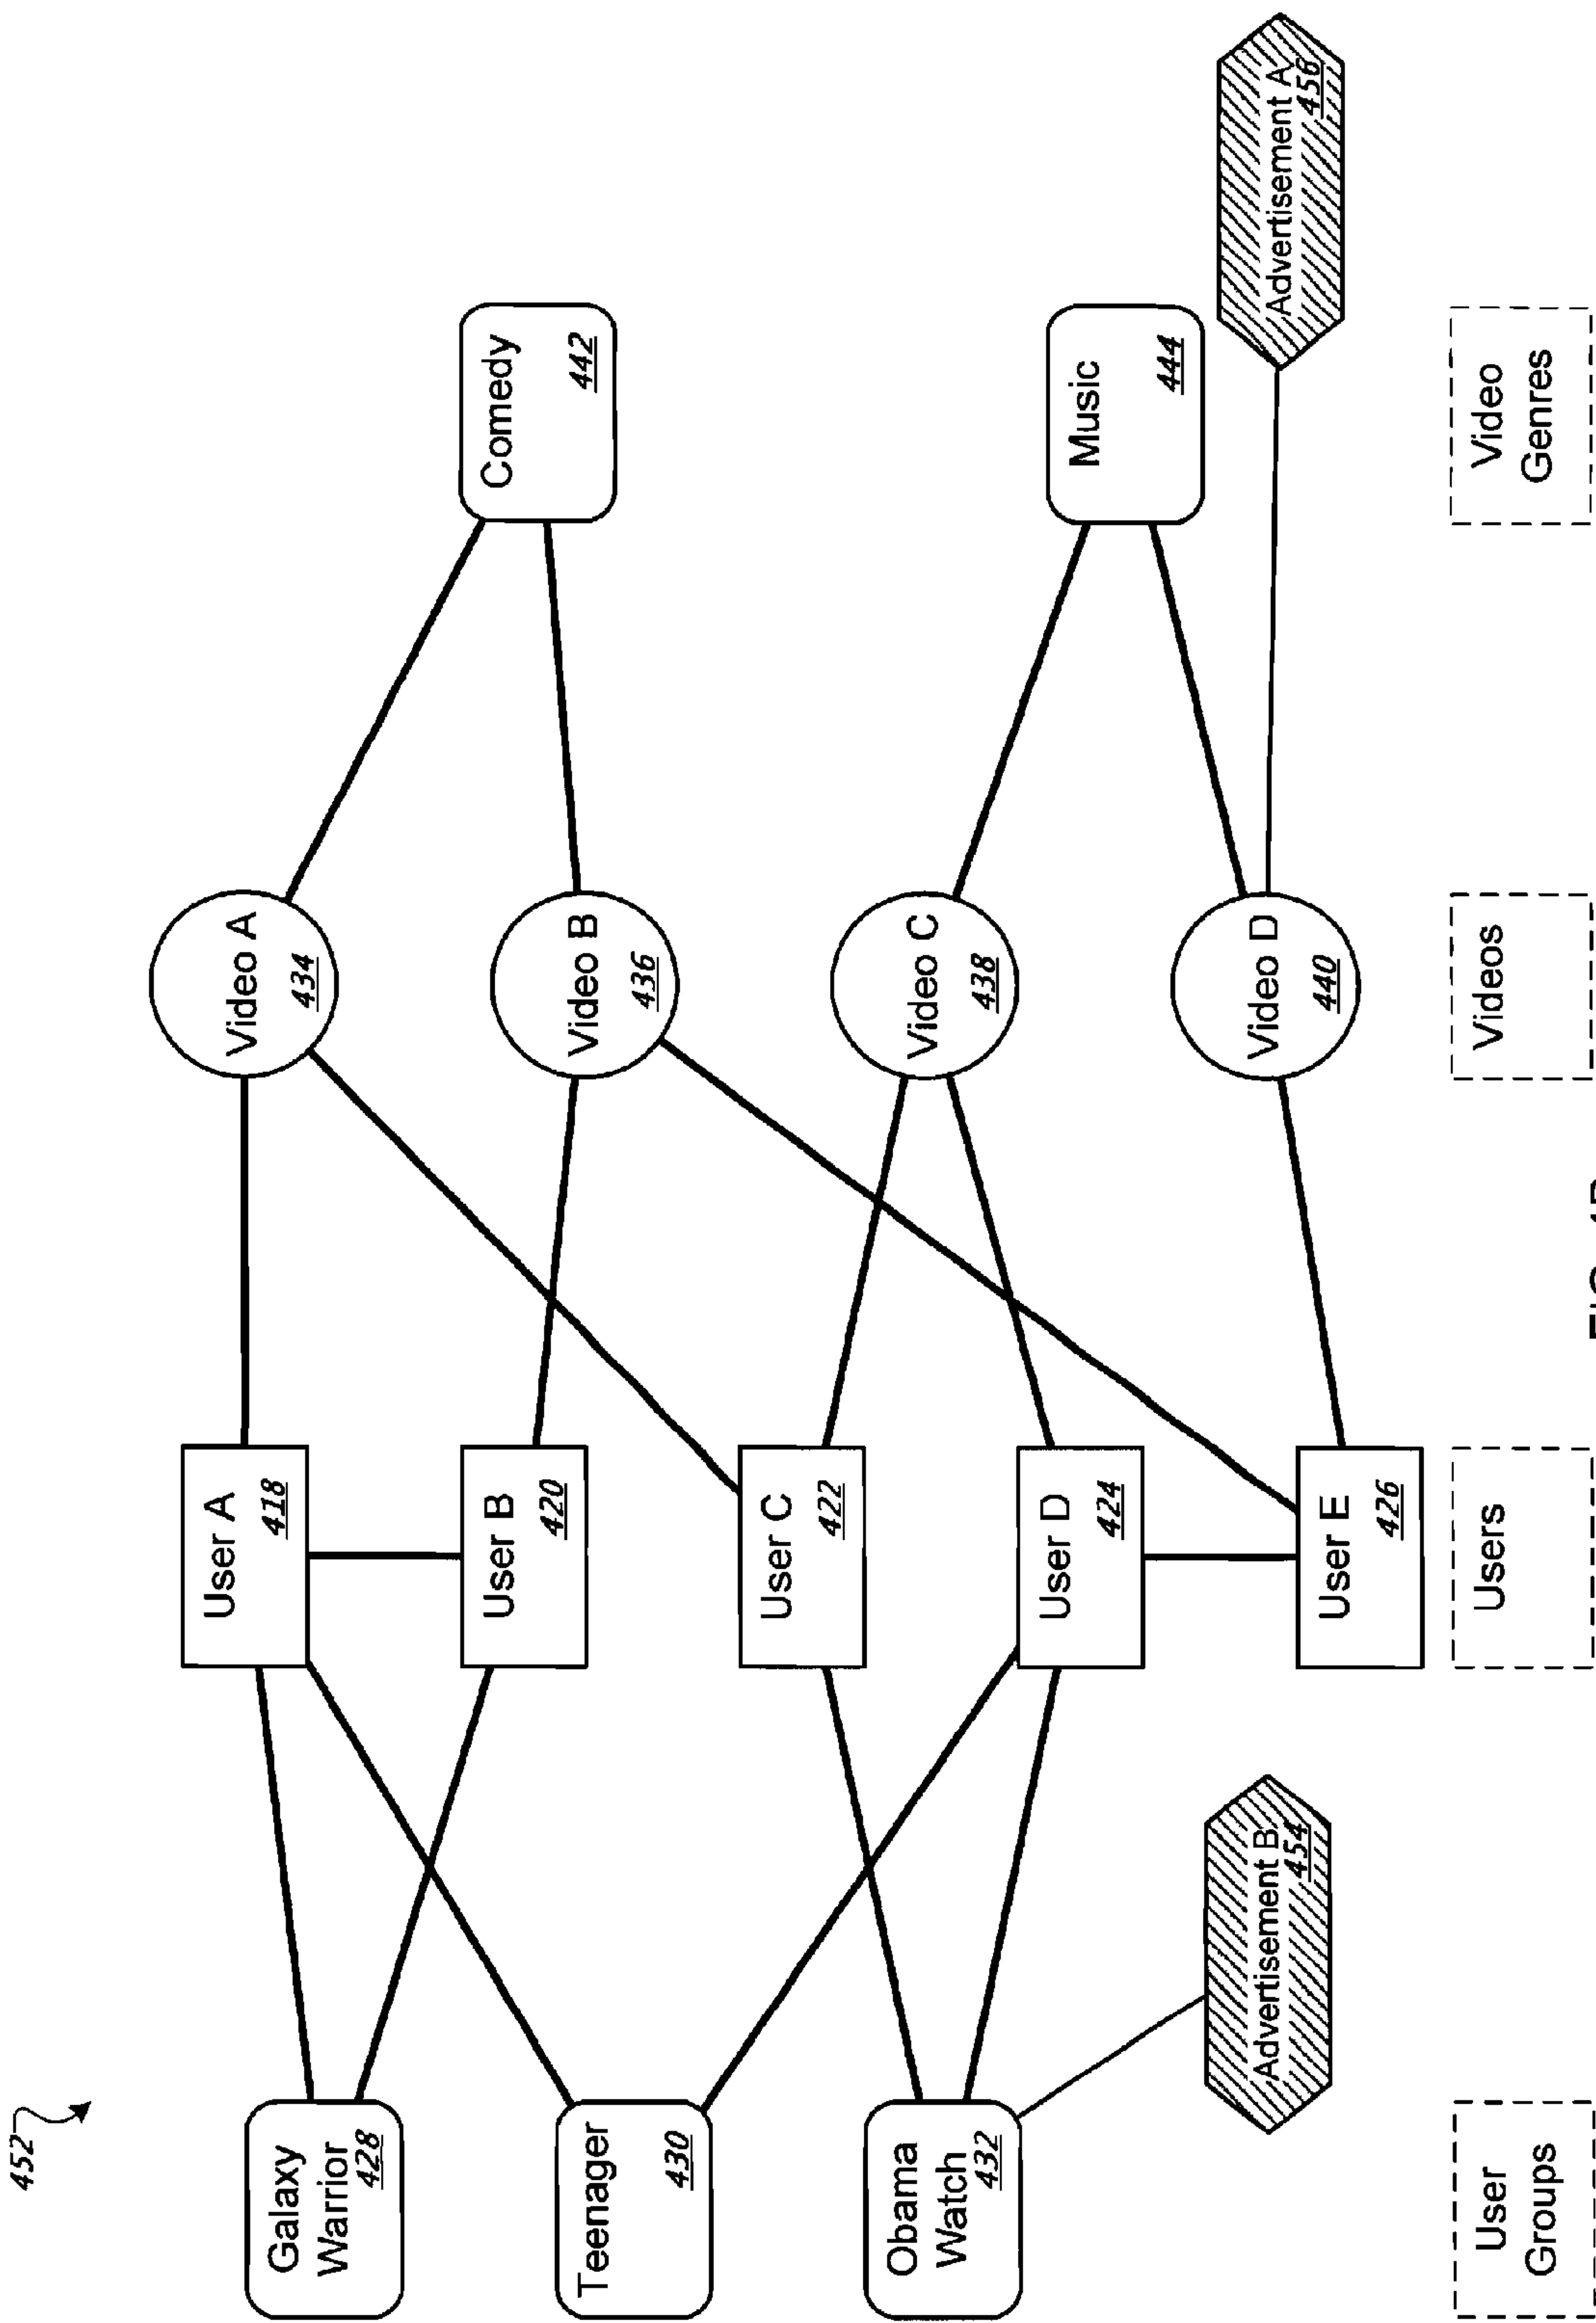 452
Galaxy
Warrior
428
Teenager
430
Obama
Watch
432
Advertisement B
454
User
Groups
User A
418
User B
420
User C
422
User D
424
User E
426
Users
Video A
434
Video B
436
Video C
438
Video D
440
Videos
Comedy
442
Music
444
Advertisement A
456
Video
Genres